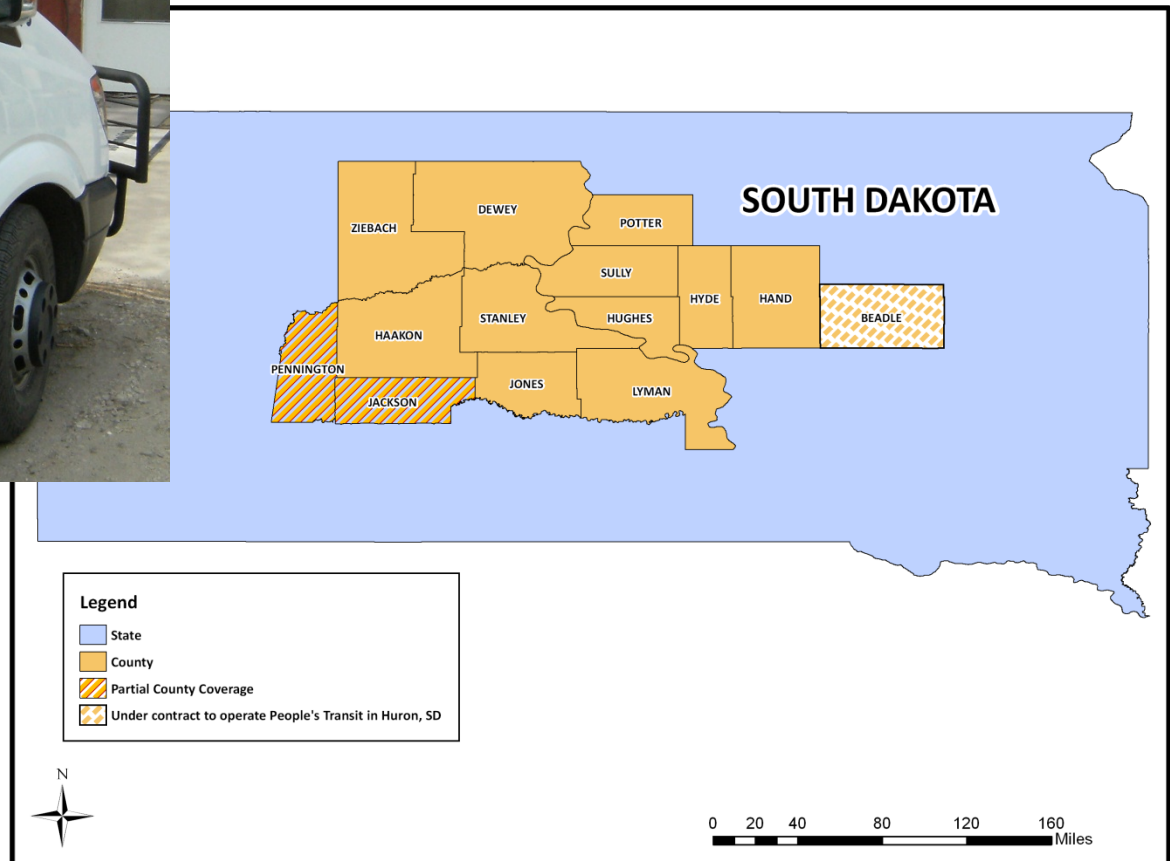 SOUTH DAKOTA
DEWEY
POTTER
ZIEBACH
SULLY
HYDE
HAND
STANLEY
HUGHES
BEADLE
HAAKON
PENNINGTON
JONES
LYMAN
JACKSON
Legend
State
County
Partial County Coverage
Under contract to operate People's Transit in Huron, SD
N
0 20 40 80 120 160
Miles